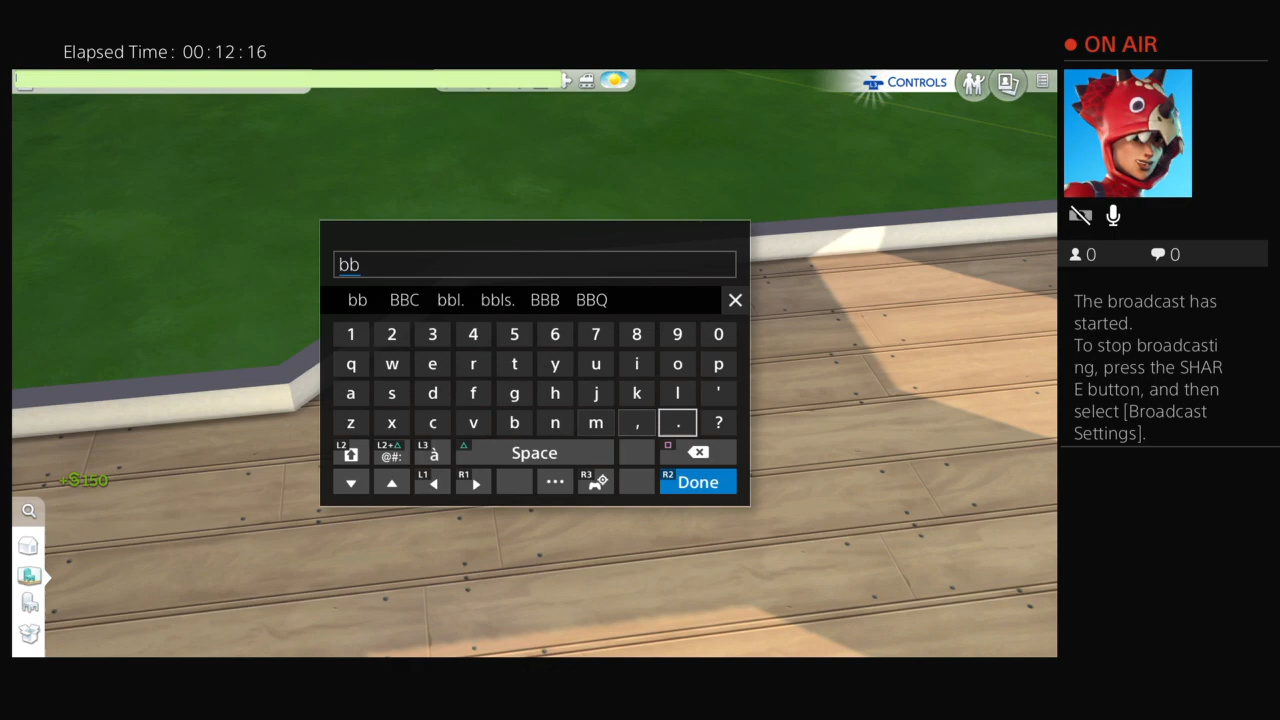 Elapsed Time: 00:12:16
ON AIR
CONTROLS
0 0
The broadcast has
started.
To stop broadcasti
ng, press the SHAR
E button, and then
select [Broadcast
Settings].
bb
bb BBC bbl. bbls. BBB BBQ
1 2 3 4 5 6 7 8 9 0
q w e r t y u i o p
a s d f g h j k l '
z x c v b n m , . ?
L2 L2+△ @#: L3 à △ Space
L1 R1 ... R3 R2 Done
+§150